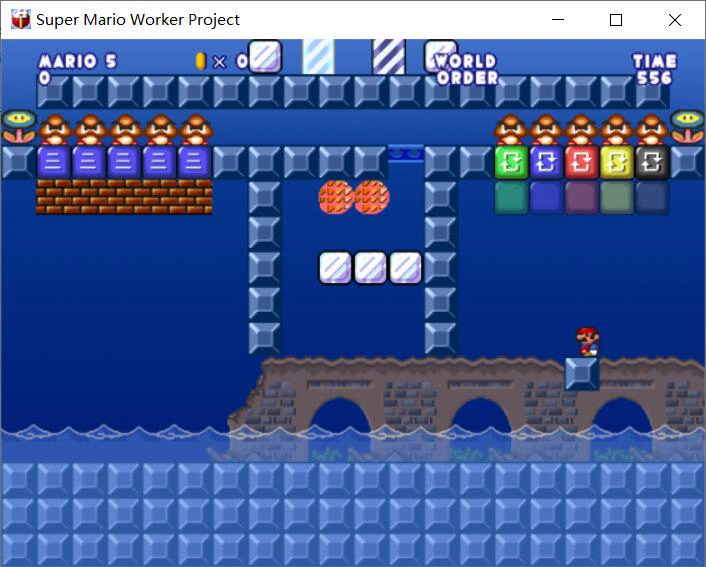 Super Mario Worker Project
MARIO 5
0
× 0
WORLD
ORDER
TIME
556